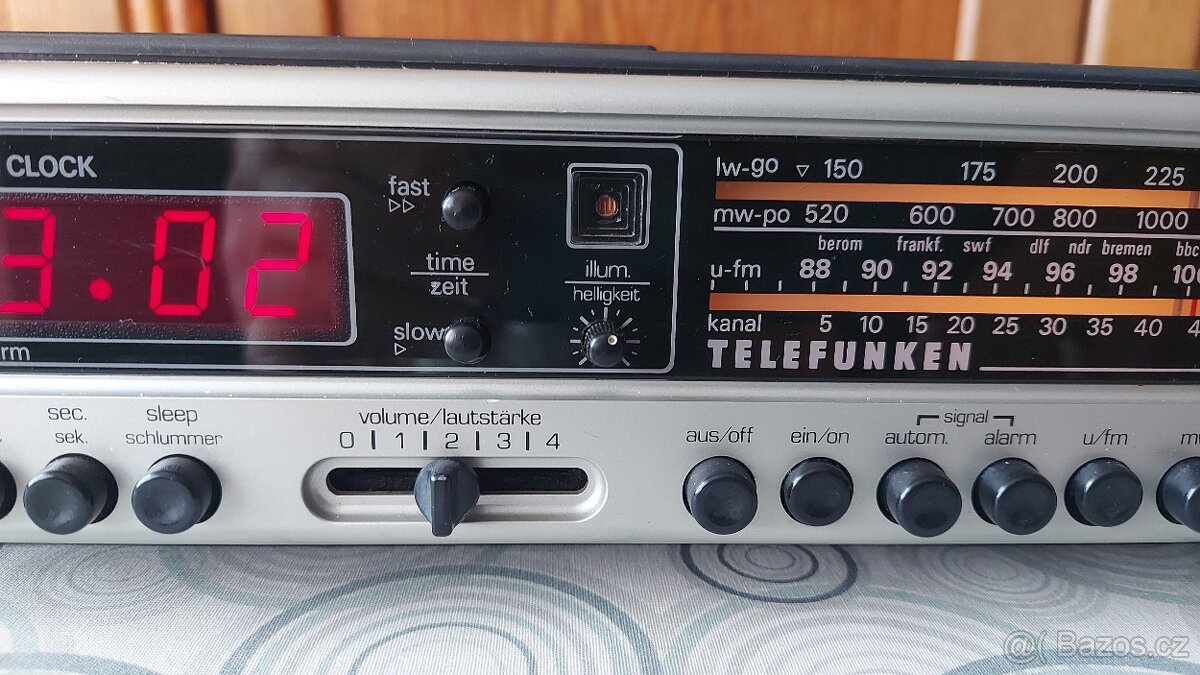 CLOCK
3.02
fast
time
zeit
slow
illum.
helligkeit
lw-go 150 175 200 225
mw-po 520 600 700 800 1000
berom frankf. swf dlf ndr bremen bbc
u-fm 88 90 92 94 96 98
kanal 5 10 15 20 25 30 35 40
TELEFUNKEN
sec.
sek.
sleep
schlummer
volume/lautstärke
0 1 2 3 4
aus/off
ein/on
signal
autom. alarm
u/fm
@( Bazos.cz